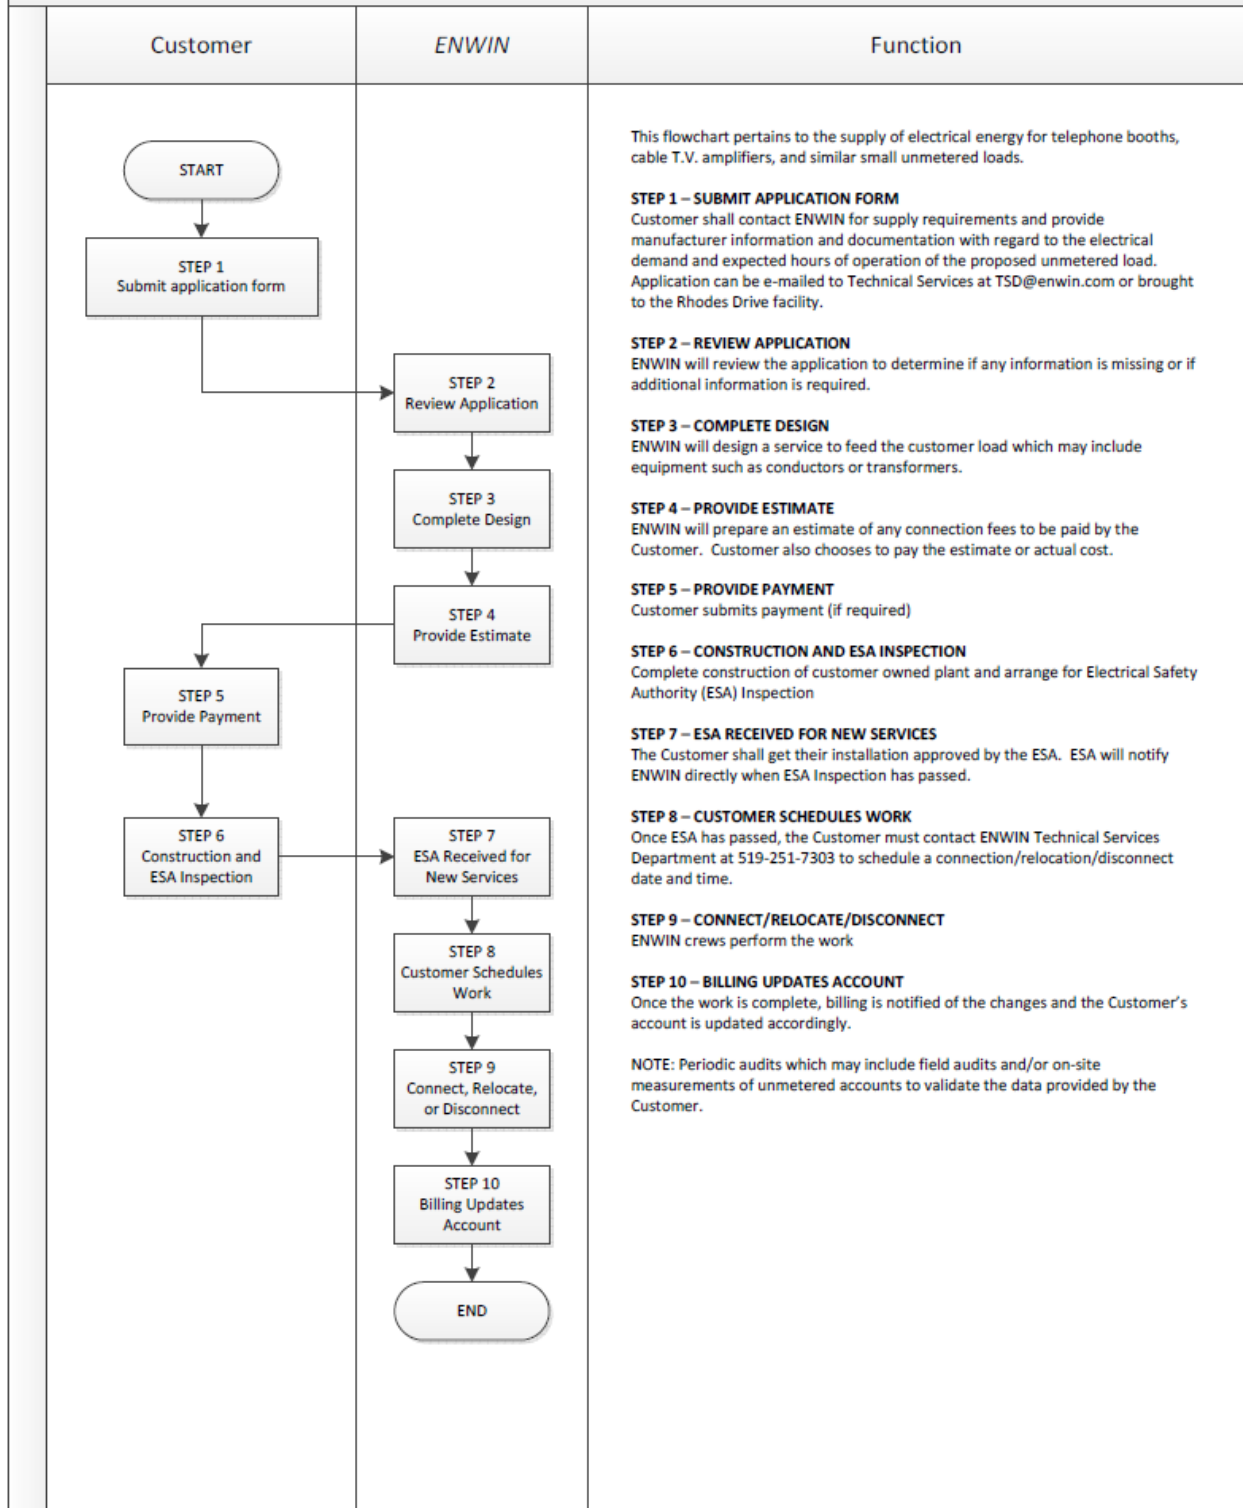 Customer
ENWIN
Function
START
STEP 1
Submit application form
STEP 2
Review Application
STEP 3
Complete Design
STEP 4
Provide Estimate
STEP 5
Provide Payment
STEP 6
Construction and
ESA Inspection
STEP 7
ESA Received for
New Services
STEP 8
Customer Schedules
Work
STEP 9
Connect, Relocate,
or Disconnect
STEP 10
Billing Updates
Account
END
This flowchart pertains to the supply of electrical energy for telephone booths,
cable T.V. amplifiers, and similar small unmetered loads.
STEP 1 – SUBMIT APPLICATION FORM
Customer shall contact ENWIN for supply requirements and provide
manufacturer information and documentation with regard to the electrical
demand and expected hours of operation of the proposed unmetered load.
Application can be e-mailed to Technical Services at TSD@enwin.com or brought
to the Rhodes Drive facility.
STEP 2 – REVIEW APPLICATION
ENWIN will review the application to determine if any information is missing or if
additional information is required.
STEP 3 – COMPLETE DESIGN
ENWIN will design a service to feed the customer load which may include
equipment such as conductors or transformers.
STEP 4 – PROVIDE ESTIMATE
ENWIN will prepare an estimate of any connection fees to be paid by the
Customer.  Customer also chooses to pay the estimate or actual cost.
STEP 5 – PROVIDE PAYMENT
Customer submits payment (if required)
STEP 6 – CONSTRUCTION AND ESA INSPECTION
Complete construction of customer owned plant and arrange for Electrical Safety
Authority (ESA) Inspection
STEP 7 – ESA RECEIVED FOR NEW SERVICES
The Customer shall get their installation approved by the ESA.  ESA will notify
ENWIN directly when ESA Inspection has passed.
STEP 8 – CUSTOMER SCHEDULES WORK
Once ESA has passed, the Customer must contact ENWIN Technical Services
Department at 519-251-7303 to schedule a connection/relocation/disconnect
date and time.
STEP 9 – CONNECT/RELOCATE/DISCONNECT
ENWIN crews perform the work
STEP 10 – BILLING UPDATES ACCOUNT
Once the work is complete, billing is notified of the changes and the Customer's
account is updated accordingly.
NOTE: Periodic audits which may include field audits and/or on-site
measurements of unmetered accounts to validate the data provided by the
Customer.